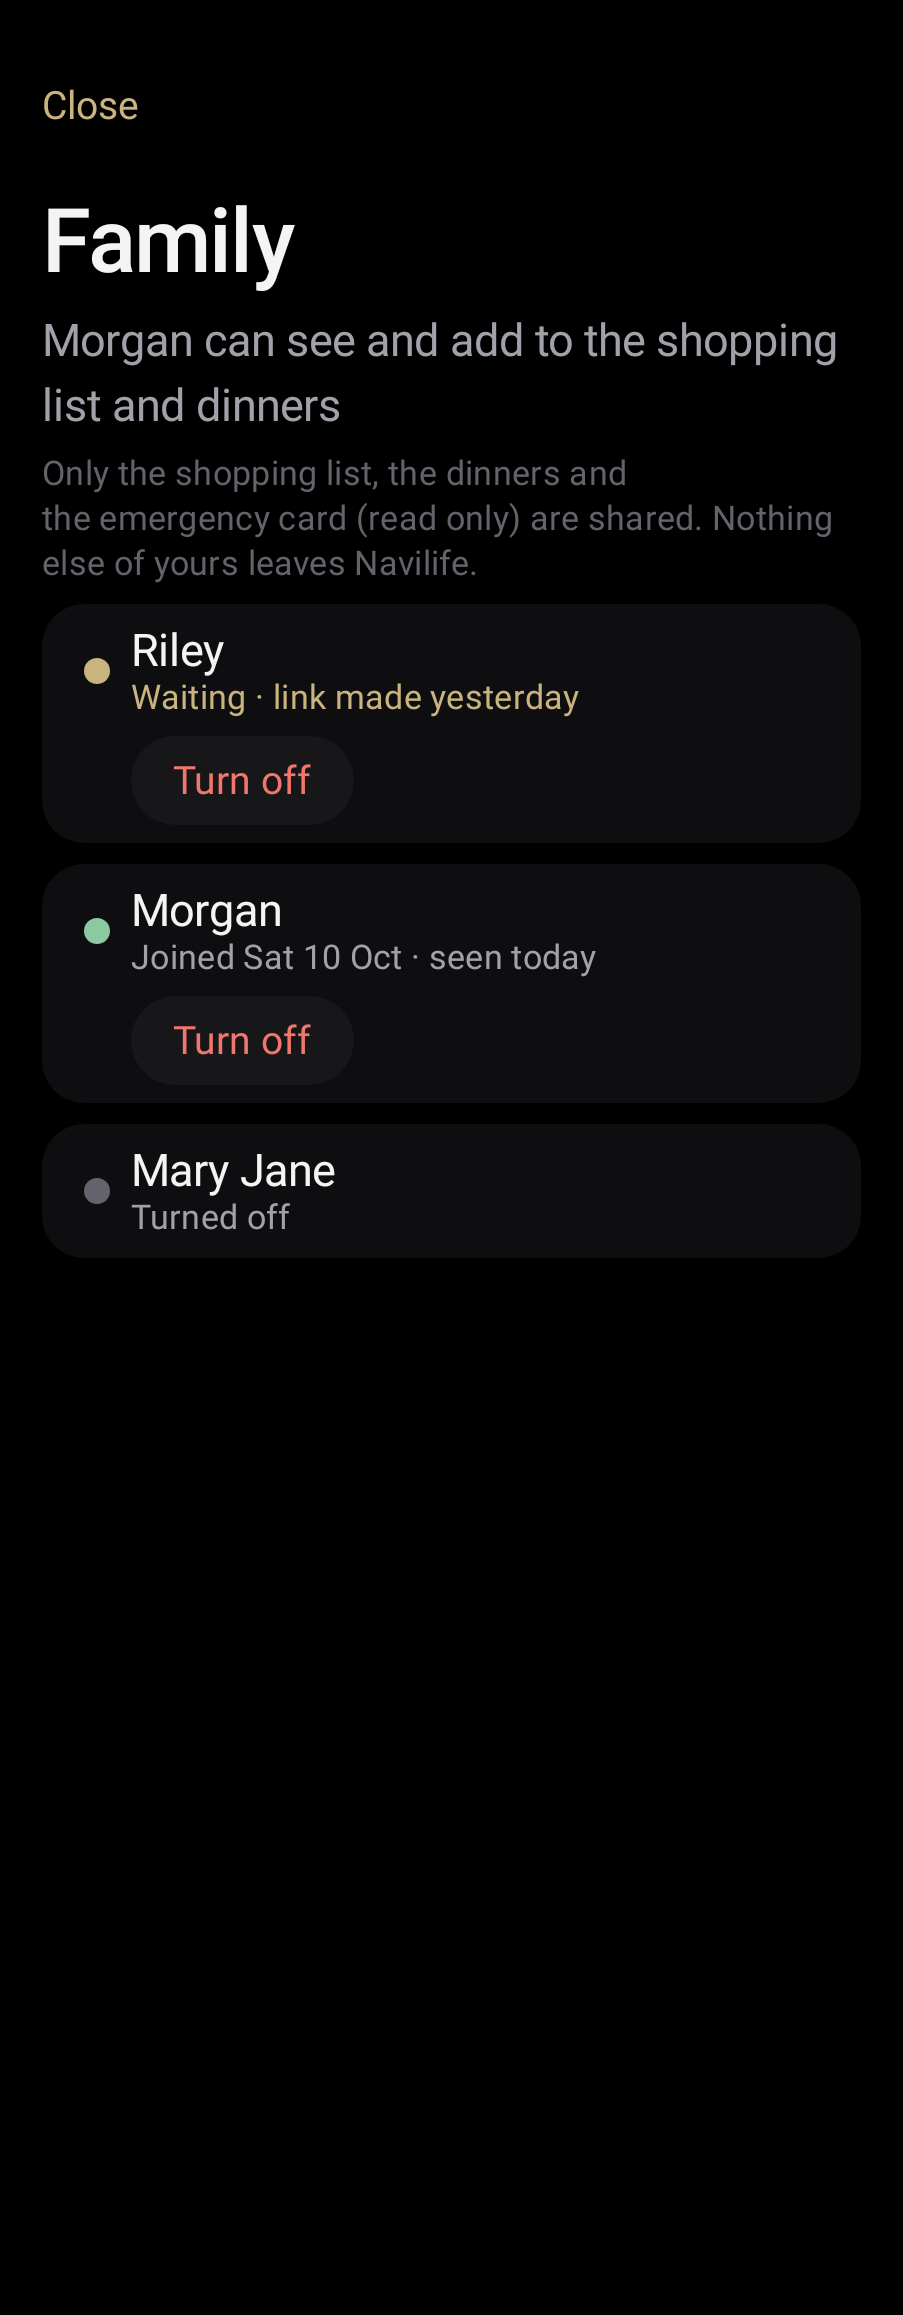 Close
Family
Morgan can see and add to the shopping
list and dinners
Only the shopping list, the dinners and
the emergency card (read only) are shared. Nothing
else of yours leaves Navilife.
Riley
Waiting · link made yesterday
Turn off
Morgan
Joined Sat 10 Oct · seen today
Turn off
Mary Jane
Turned off